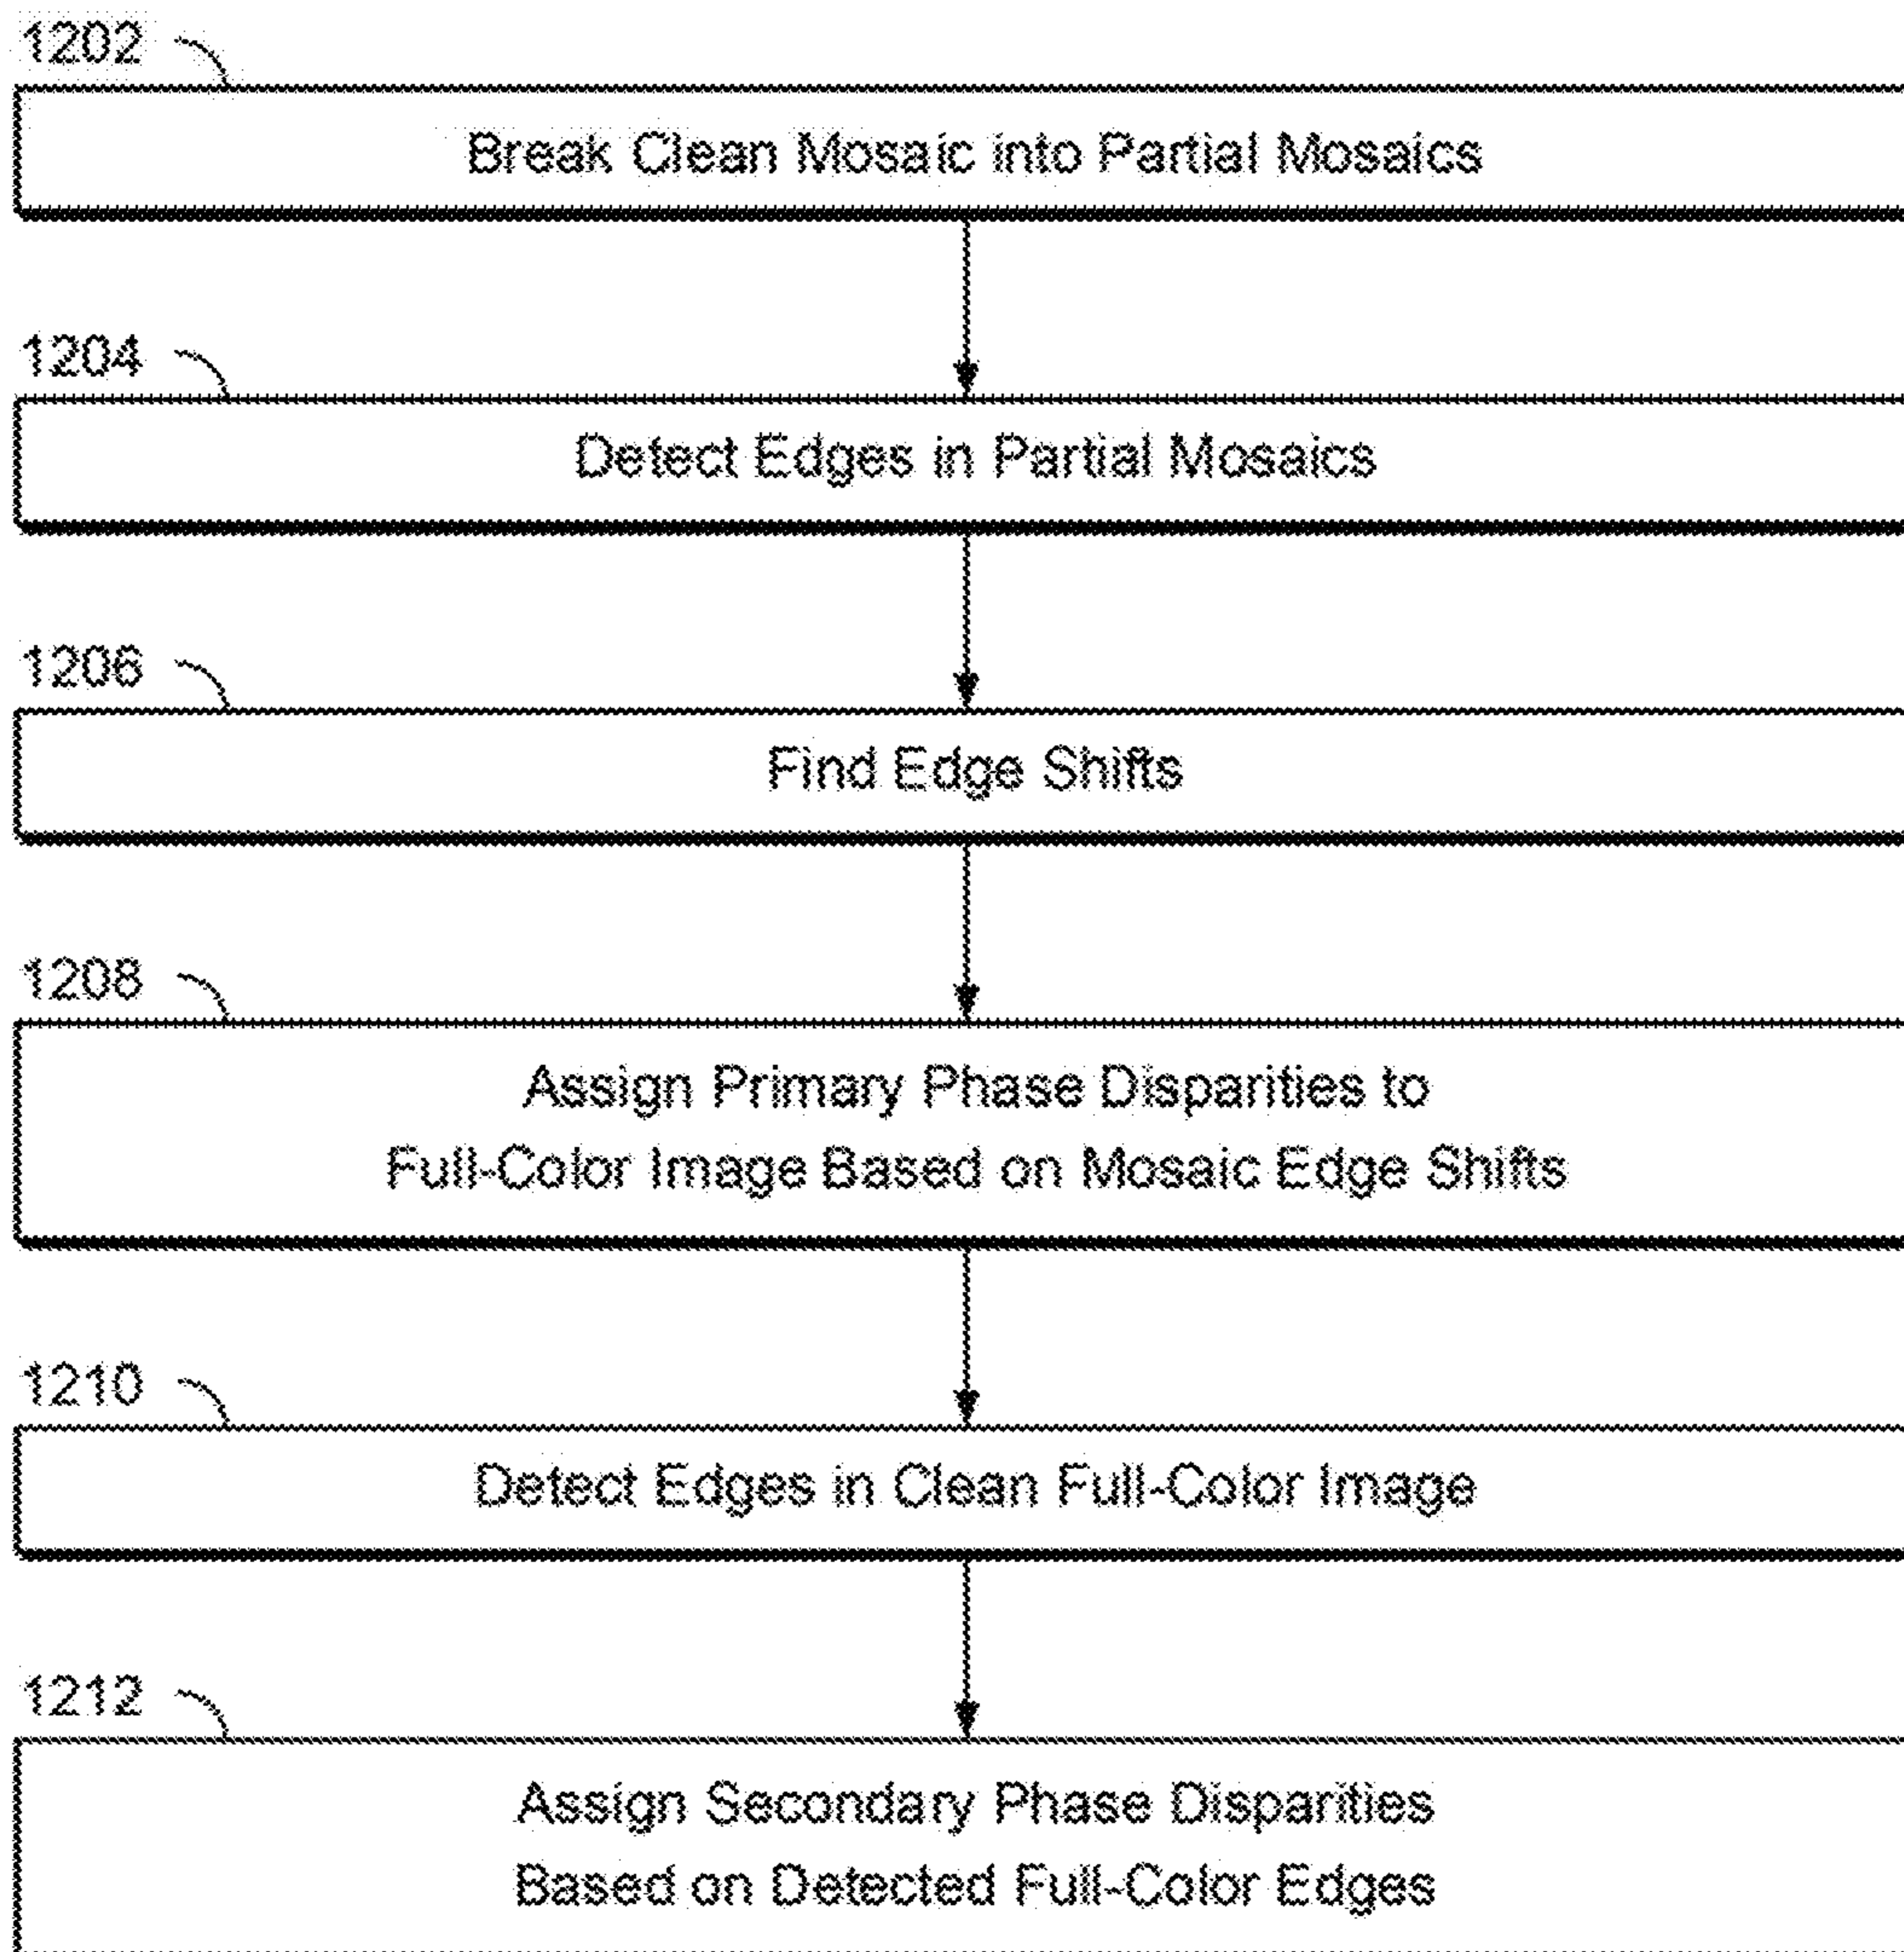 1202
Break Clean Mosaic into Partial Mosaics
1204
Detect Edges in Partial Mosaics
1206
Find Edge Shifts
1208
Assign Primary Phase Disparities to
Full-Color Image Based on Mosaic Edge Shifts
1210
Detect Edges in Clean Full-Color Image
1212
Assign Secondary Phase Disparities
Based on Detected Full-Color Edges